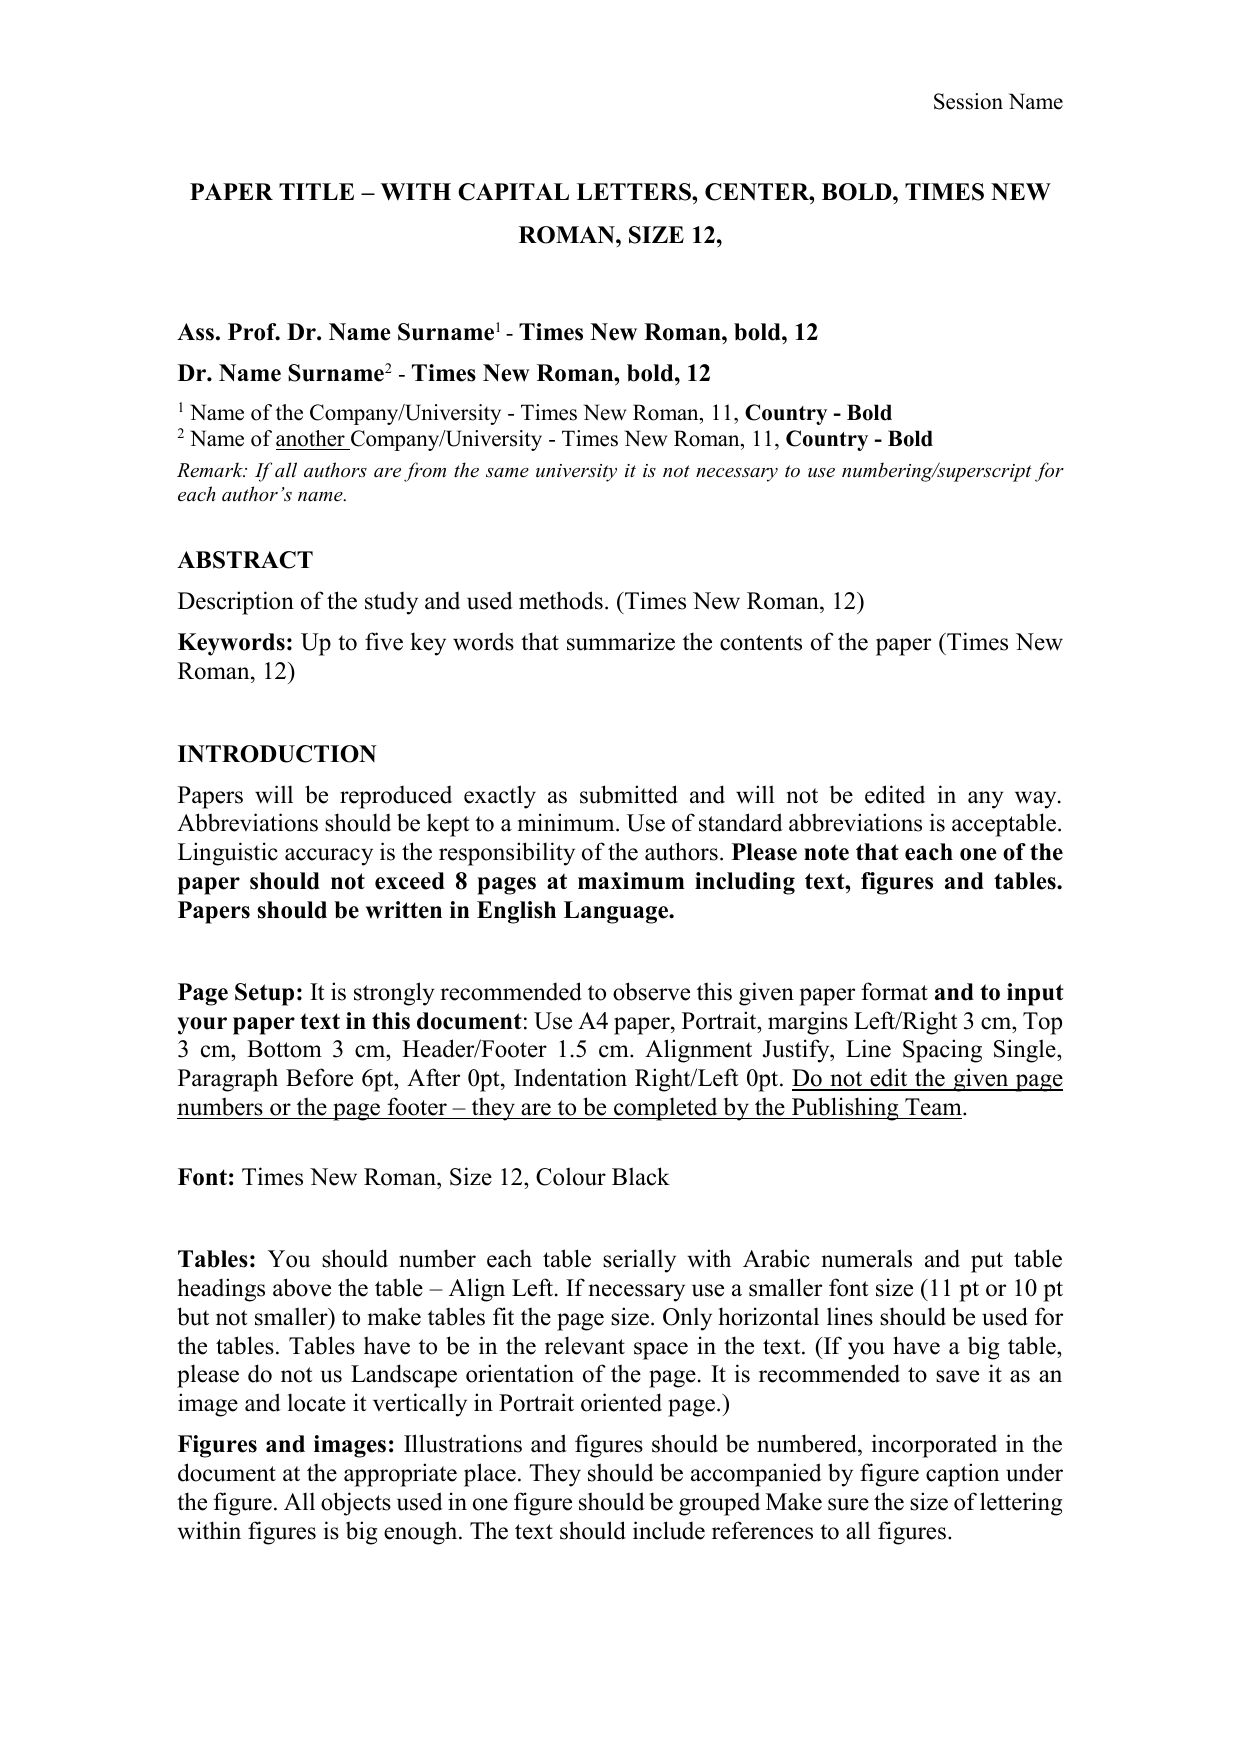 Session Name
PAPER TITLE – WITH CAPITAL LETTERS, CENTER, BOLD, TIMES NEW
ROMAN, SIZE 12,
Ass. Prof. Dr. Name Surname1 - Times New Roman, bold, 12
Dr. Name Surname2 - Times New Roman, bold, 12
1 Name of the Company/University - Times New Roman, 11, Country - Bold
2 Name of another Company/University - Times New Roman, 11, Country - Bold
Remark: If all authors are from the same university it is not necessary to use numbering/superscript for
each author’s name.
ABSTRACT
Description of the study and used methods. (Times New Roman, 12)
Keywords: Up to five key words that summarize the contents of the paper (Times New
Roman, 12)
INTRODUCTION
Papers will be reproduced exactly as submitted and will not be edited in any way.
Abbreviations should be kept to a minimum. Use of standard abbreviations is acceptable.
Linguistic accuracy is the responsibility of the authors. Please note that each one of the
paper should not exceed 8 pages at maximum including text, figures and tables.
Papers should be written in English Language.
Page Setup: It is strongly recommended to observe this given paper format and to input
your paper text in this document: Use A4 paper, Portrait, margins Left/Right 3 cm, Top
3 cm, Bottom 3 cm, Header/Footer 1.5 cm. Alignment Justify, Line Spacing Single,
Paragraph Before 6pt, After 0pt, Indentation Right/Left 0pt. Do not edit the given page
numbers or the page footer – they are to be completed by the Publishing Team.
Font: Times New Roman, Size 12, Colour Black
Tables: You should number each table serially with Arabic numerals and put table
headings above the table – Align Left. If necessary use a smaller font size (11 pt or 10 pt
but not smaller) to make tables fit the page size. Only horizontal lines should be used for
the tables. Tables have to be in the relevant space in the text. (If you have a big table,
please do not us Landscape orientation of the page. It is recommended to save it as an
image and locate it vertically in Portrait oriented page.)
Figures and images: Illustrations and figures should be numbered, incorporated in the
document at the appropriate place. They should be accompanied by figure caption under
the figure. All objects used in one figure should be grouped Make sure the size of lettering
within figures is big enough. The text should include references to all figures.